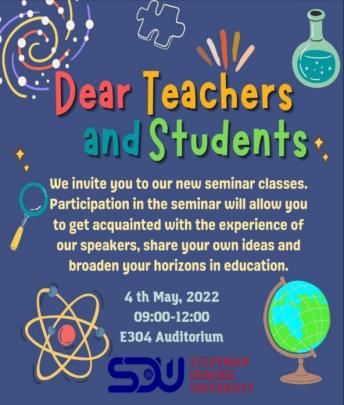 Dear Teachers
and Students
We invite you to our new seminar classes.
Participation in the seminar will allow you
to get acquainted with the experience of
our speakers, share your own ideas and
broaden your horizons in education.
4 th May, 2022
09:00-12:00
E304 Auditorium
SDU
SULEYMAN
DEMIREL
UNIVERSITY